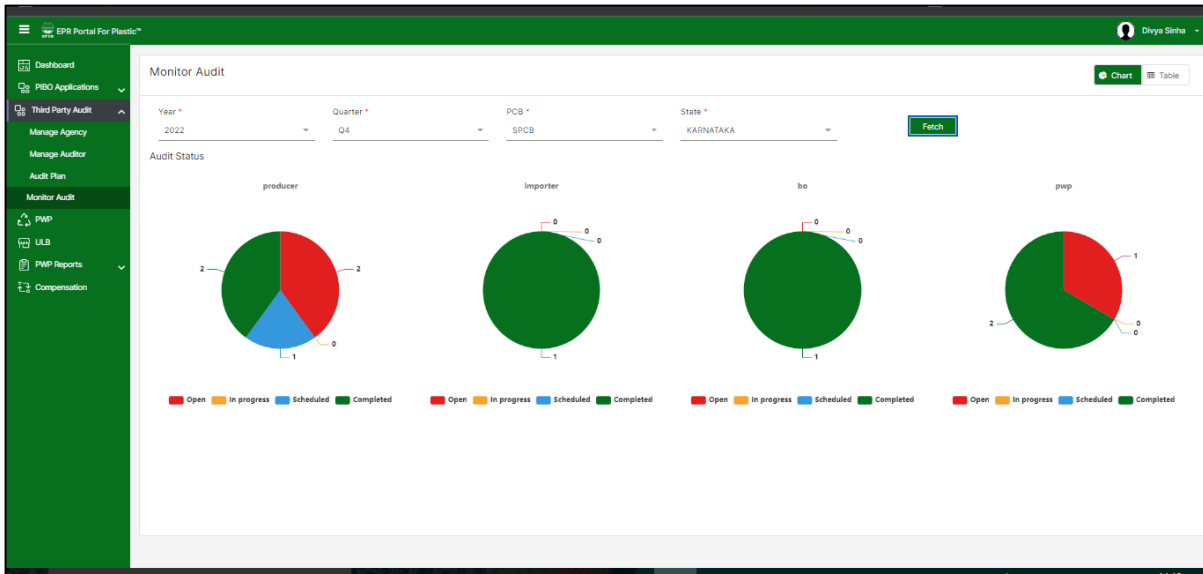 EPR Portal For Plastic™
Divya Sinha
Dashboard
PIBO Applications
Third Party Audit
Manage Agency
Manage Auditor
Audit Plan
Monitor Audit
PWP
ULB
PWP Reports
Compensation
Monitor Audit
Chart Table
Year * Quarter * PCB * State *
2022 Q4 SPCB KARNATAKA Fetch
Audit Status
producer importer bo pwp
2 2 0 1
0 0 0 1
0 0 0 1
1 2 0 0
Open In progress Scheduled Completed Open In progress Scheduled Completed Open In progress Scheduled Completed Open In progress Scheduled Completed